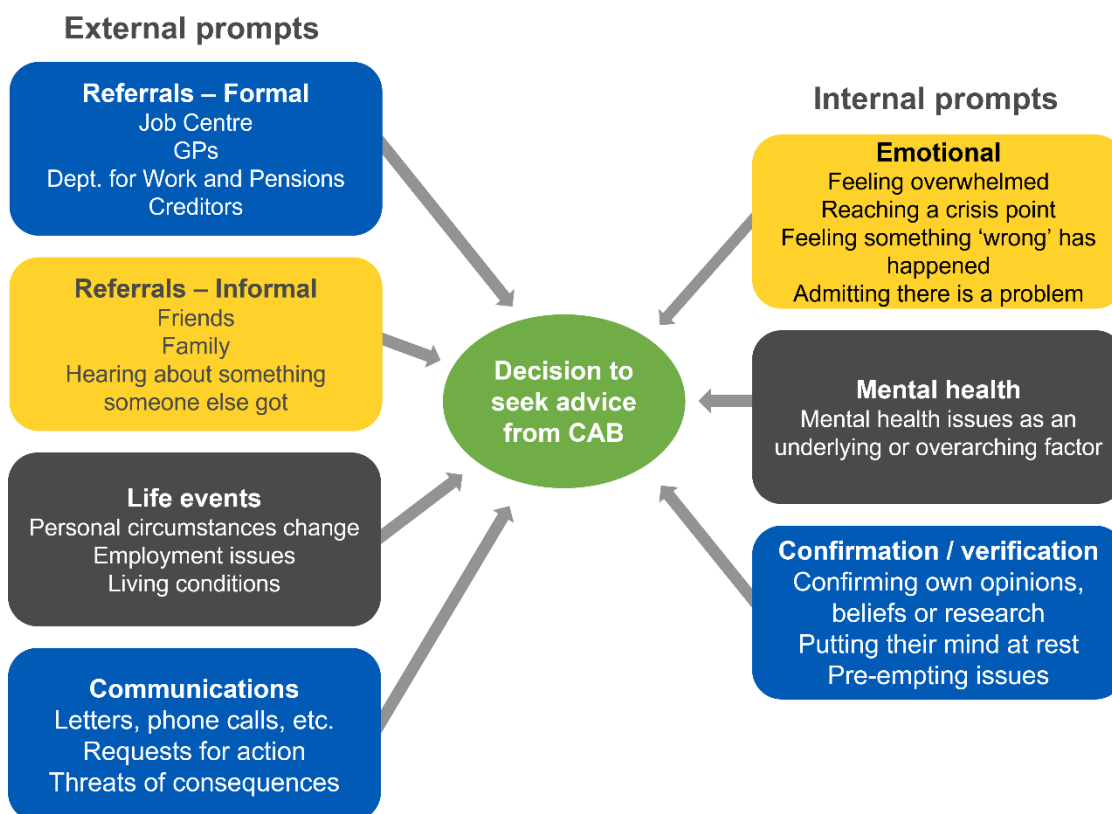 External prompts
Referrals – Formal
Job Centre
GPs
Dept. for Work and Pensions
Creditors
Referrals – Informal
Friends
Family
Hearing about something
someone else got
Life events
Personal circumstances change
Employment issues
Living conditions
Communications
Letters, phone calls, etc.
Requests for action
Threats of consequences
Decision to
seek advice
from CAB
Internal prompts
Emotional
Feeling overwhelmed
Reaching a crisis point
Feeling something ‘wrong’ has
happened
Admitting there is a problem
Mental health
Mental health issues as an
underlying or overarching factor
Confirmation / verification
Confirming own opinions,
beliefs or research
Putting their mind at rest
Pre-empting issues